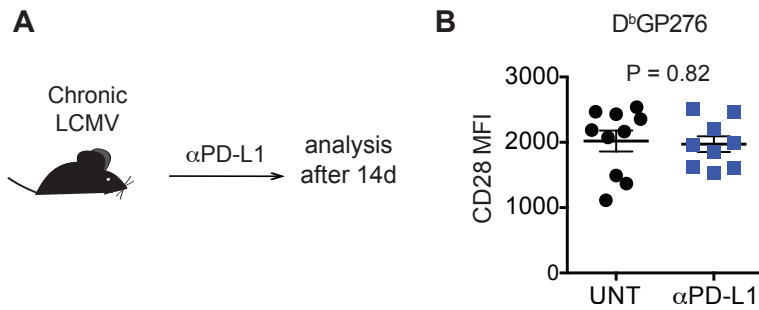 A
Chronic
LCMV
αPD-L1
analysis
after 14d
B
DᵇGP276
P = 0.82
CD28 MFI
3000
2000
1000
0
UNT
αPD-L1